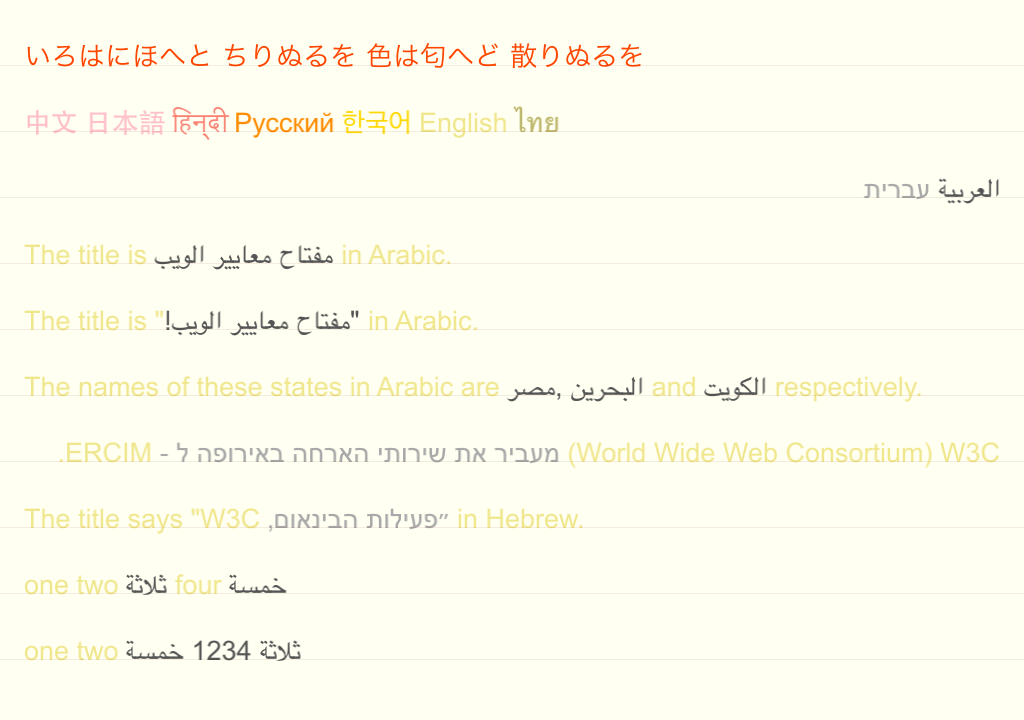 いろはにほへと ちりぬるを 色は匂へど 散りぬるを
中文 日本語 हिन्दी Русский 한국어 English ไทย
العربية עברית
The title is مفتاح معايير الويب in Arabic.
The title is "مفتاح معايير الويب!" in Arabic.
The names of these states in Arabic are مصر, البحرين and الكويت respectively.
W3C (World Wide Web Consortium) מעביר את שירותי הארחה באירופה ל - ERCIM.
The title says "W3C פעילות הבינאום,״ in Hebrew.
one two ثلاثة four خمسة
one two ثلاثة 1234 خمسة